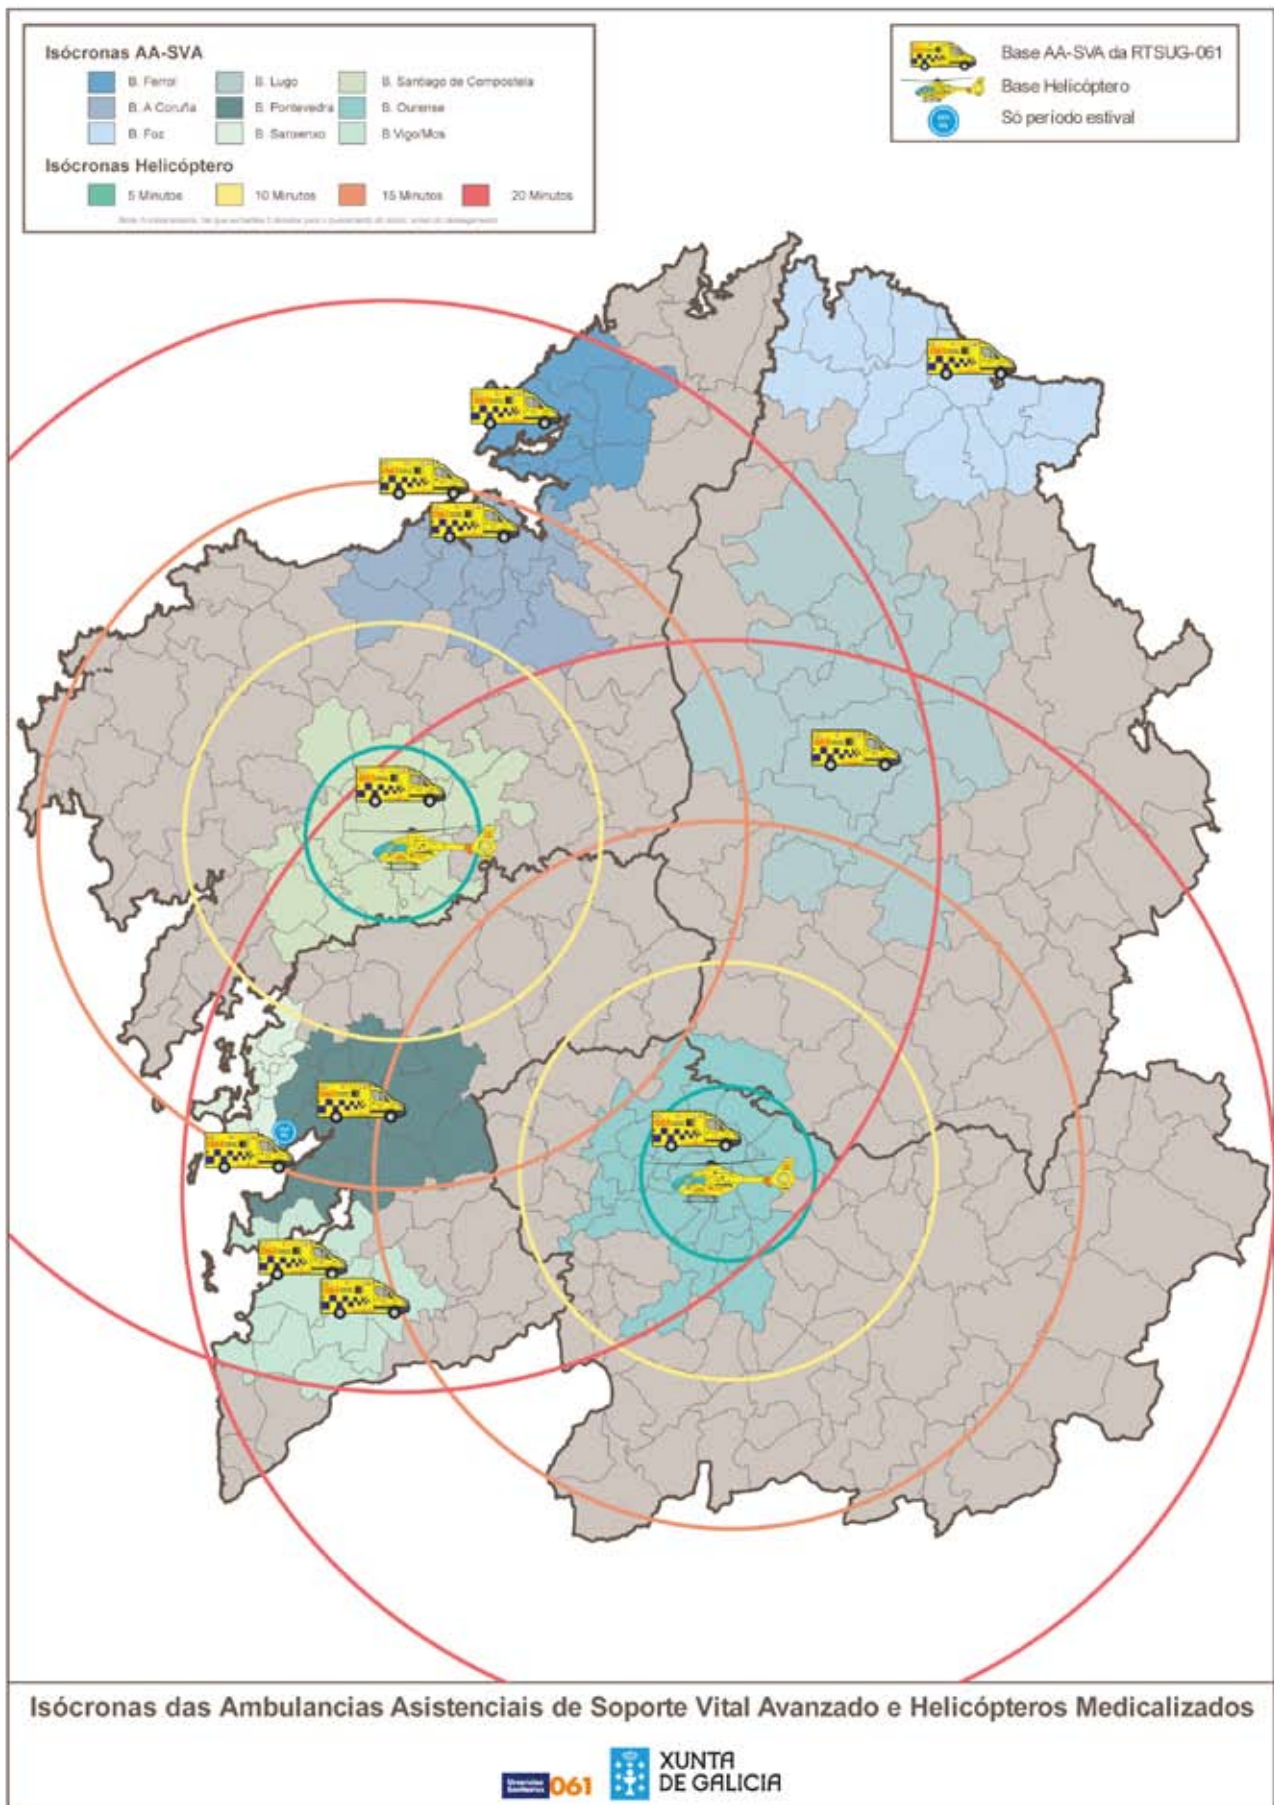 Isócronas AA-SVA
B. Ferrol
B. Lugo
B. Santiago de Compostela
B. A Coruña
B. Pontevedra
B. Ourense
B. Foz
B. Sanxenxo
B Vigo/Mos
Isócronas Helicóptero
5 Minutos
10 Minutos
15 Minutos
20 Minutos
Base AA-SVA da RTSUG-061
Base Helicóptero
Só período estival
Isócronas das Ambulancias Asistenciais de Soporte Vital Avanzado e Helicópteros Medicalizados
061
XUNTA
DE GALICIA